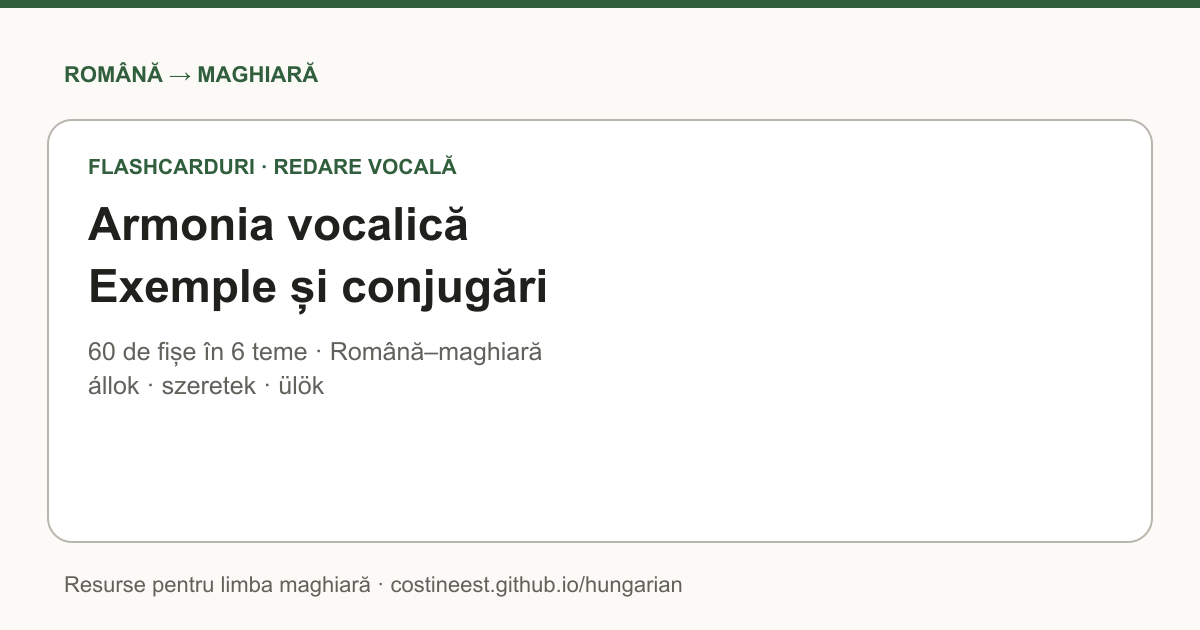 ROMÂNĂ → MAGHIARĂ
FLASHCARDURI · REDARE VOCALĂ
Armonia vocalică
Exemple și conjugări
60 de fișe în 6 teme · Română–maghiară
állok · szeretek · ülök
Resurse pentru limba maghiară · costineest.github.io/hungarian